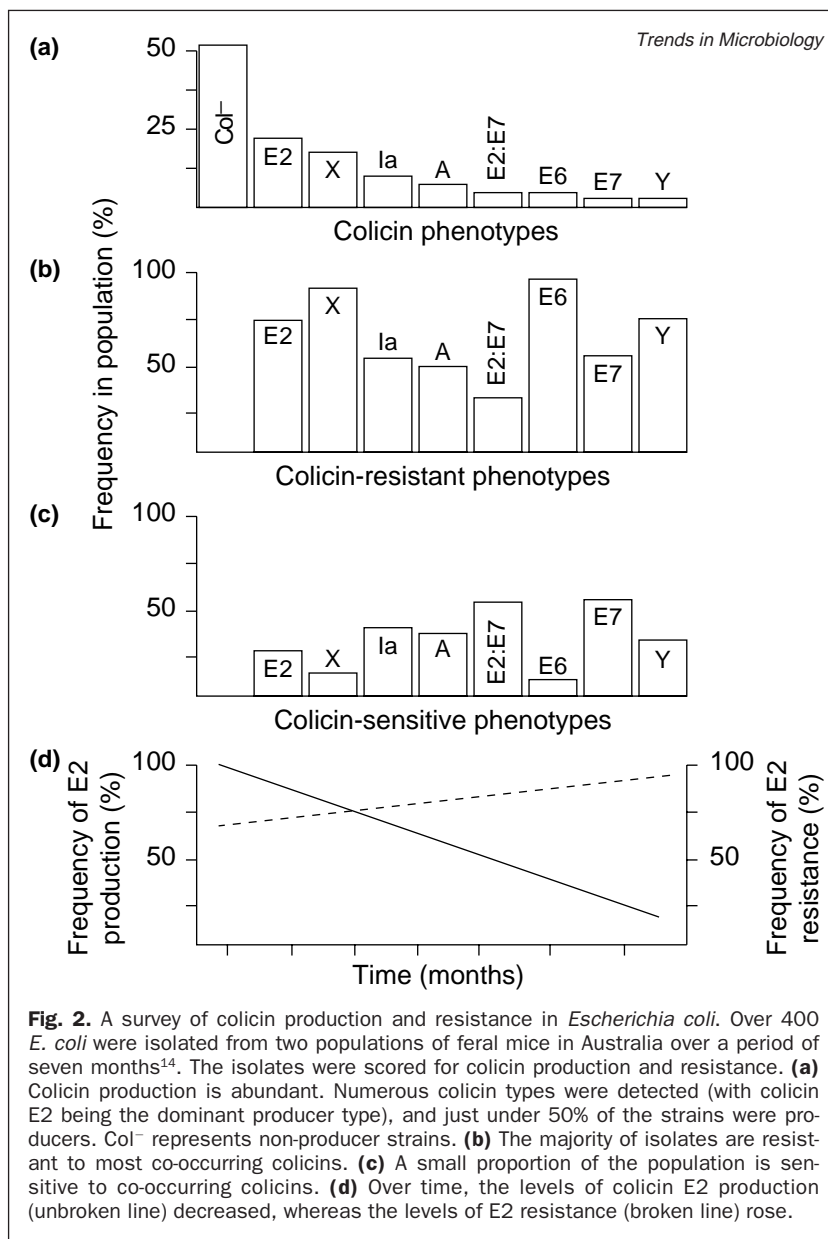 Trends in Microbiology
(a)
50
25
Col–
E2
X
Ia
A
E2:E7
E6
E7
Y
Colicin phenotypes
Frequency in population (%)
(b)
100
50
E2
X
Ia
A
E2:E7
E6
E7
Y
Colicin-resistant phenotypes
(c)
100
50
E2
X
Ia
A
E2:E7
E6
E7
Y
Colicin-sensitive phenotypes
(d)
100
50
Frequency of E2
production (%)
100
50
Frequency of E2
resistance (%)
Time (months)
Fig. 2. A survey of colicin production and resistance in Escherichia coli. Over 400
E. coli were isolated from two populations of feral mice in Australia over a period of
seven months14. The isolates were scored for colicin production and resistance. (a)
Colicin production is abundant. Numerous colicin types were detected (with colicin
E2 being the dominant producer type), and just under 50% of the strains were pro-
ducers. Col– represents non-producer strains. (b) The majority of isolates are resist-
ant to most co-occurring colicins. (c) A small proportion of the population is sen-
sitive to co-occurring colicins. (d) Over time, the levels of colicin E2 production
(unbroken line) decreased, whereas the levels of E2 resistance (broken line) rose.